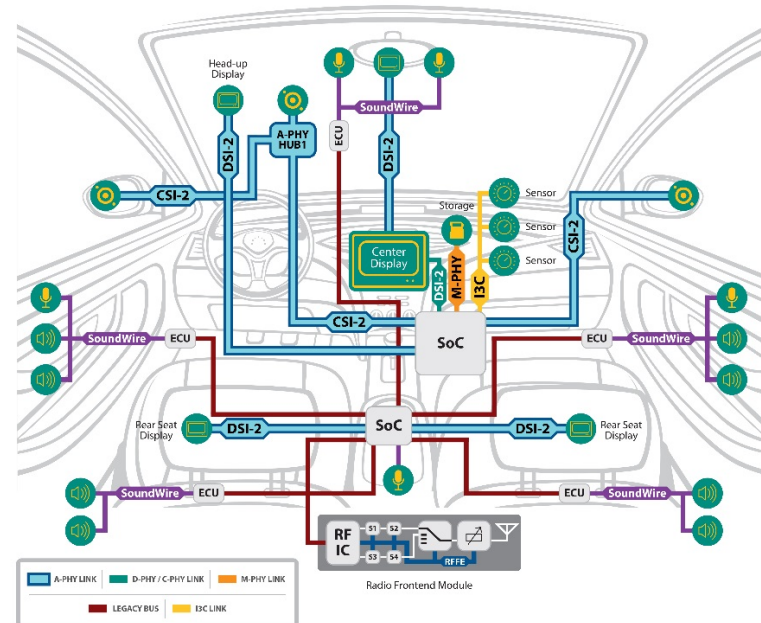 Head-up
Display
A-PHY
HUB1
SoundWire
ECU
DSI-2
DSI-2
CSI-2
Storage
Sensor
Sensor
Sensor
CSI-2
Center
Display
DSI-2
M-PHY
I3C
CSI-2
SoC
SoundWire
ECU
ECU
SoundWire
Rear Seat
Display
DSI-2
SoC
DSI-2
Rear Seat
Display
SoundWire
ECU
ECU
SoundWire
RF
IC
S1
S2
S3
S4
RFFE
Radio Frontend Module
A-PHY LINK
D-PHY / C-PHY LINK
M-PHY LINK
LEGACY BUS
I3C LINK